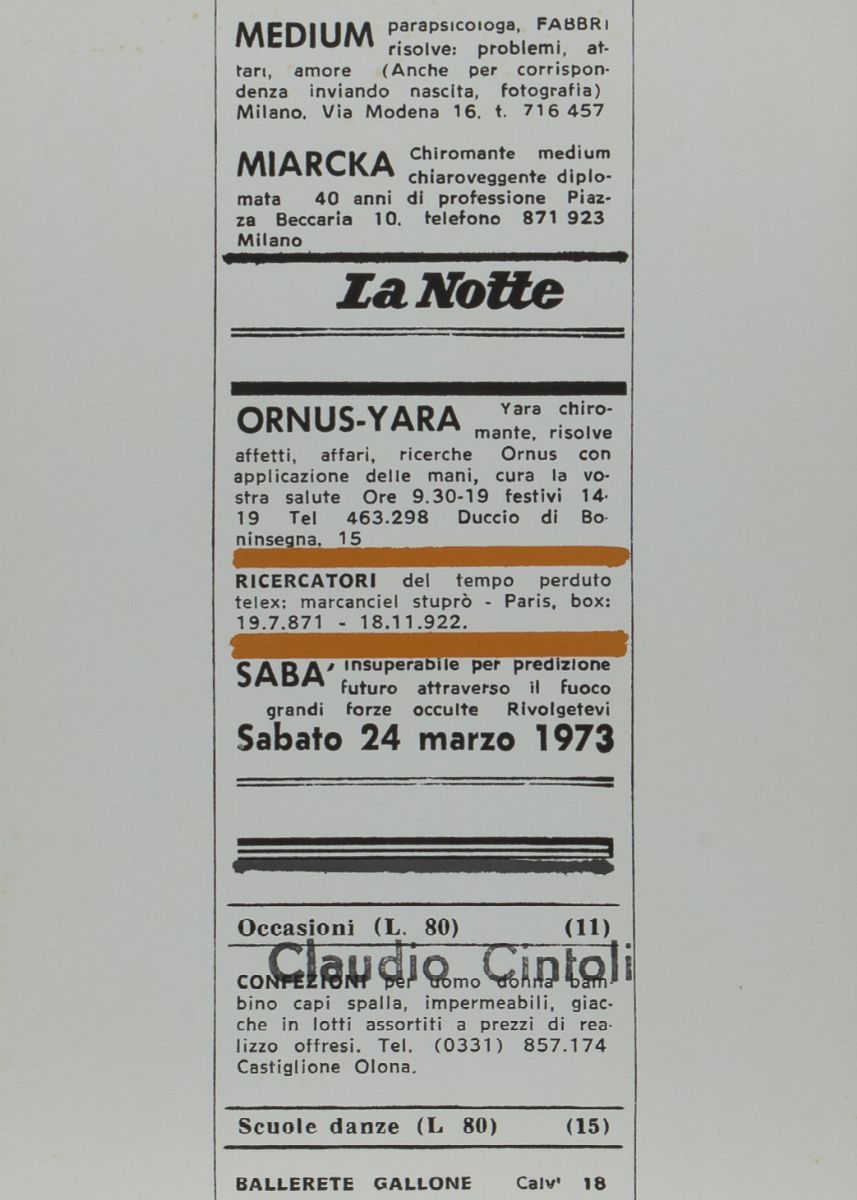 MEDIUM parapsicologa, FABBRI
risolve: problemi, at-
fari, amore (Anche per corrispon-
denza inviando nascita, fotografia)
Milano. Via Modena 16. t. 716 457
MIARCKA Chiromante medium
chiaroveggente diplo-
mata 40 anni di professione Piaz-
za Beccaria 10. telefono 871 923
Milano
La Notte
ORNUS-YARA Yara chiro-
mante, risolve
affetti, affari, ricerche Ornus con
applicazione delle mani, cura la vo-
stra salute Ore 9.30-19 festivi 14-
19 Tel 463.298 Duccio di Bo-
ninsegna, 15
RICERCATORI del tempo perduto
telex: marcanciel stuprò - Paris, box:
19.7.871 - 18.11.922.
SABA' insuperabile per predizione
futuro attraverso il fuoco
grandi forze occulte Rivolgetevi
Sabato 24 marzo 1973
Occasioni (L. 80) (11)
Claudio Cintoli
CONFEZIONI per uomo donna bam-
bino capi spalla, impermeabili, giac-
che in lotti assortiti a prezzi di rea-
lizzo offresi. Tel. (0331) 857.174
Castiglione Olona.
Scuole danze (L 80) (15)
BALLERETE GALLONE Calv' 18